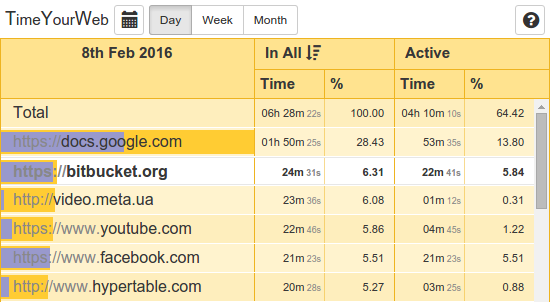 TimeYourWeb Day Week Month ?
8th Feb 2016 In All Active
Time % Time %
Total 06h 28m 22s 100.00 04h 10m 10s 64.42
https://docs.google.com 01h 50m 25s 28.43 53m 35s 13.80
https://bitbucket.org 24m 31s 6.31 22m 41s 5.84
http://video.meta.ua 23m 36s 6.08 01m 12s 0.31
https://www.youtube.com 22m 46s 5.86 04m 45s 1.22
https://www.facebook.com 21m 23s 5.51 21m 23s 5.51
http://www.hypertable.com 20m 28s 5.27 03m 25s 0.88